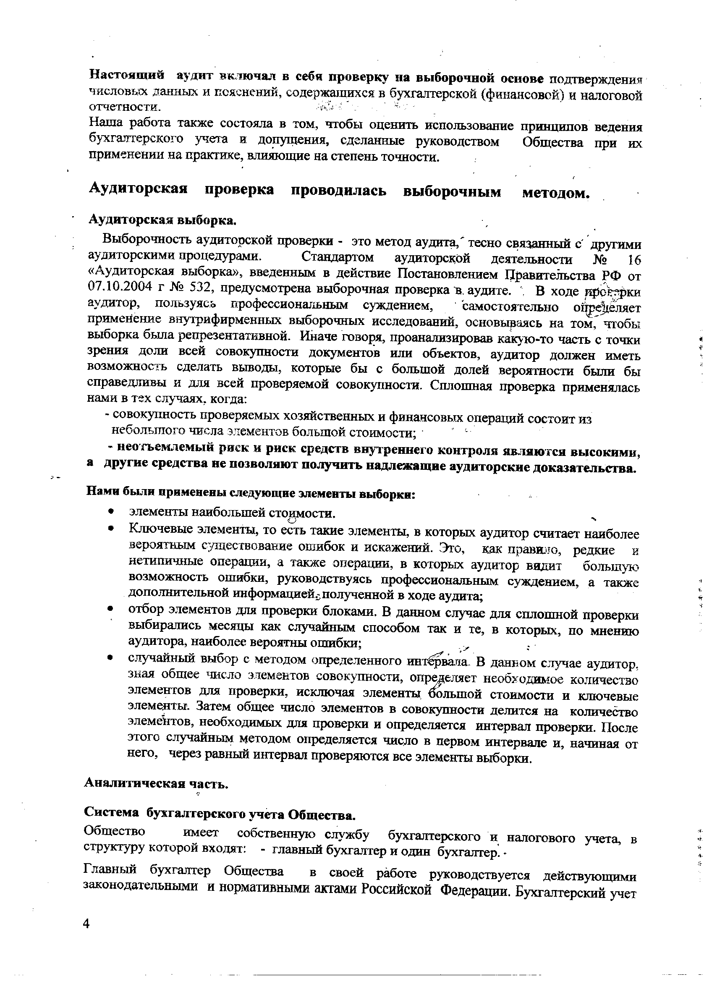 Настоящий аудит включал в себя проверку на выборочной основе подтверждения
числовых данных и пояснений, содержащихся в бухгалтерской (финансовой) и налоговой
отчетности.
Наша работа также состояла в том, чтобы оценить использование принципов ведения
бухгалтерского учета и допущения, сделанные руководством Общества при их
применении на практике, влияющие на степень точности.
Аудиторская проверка проводилась выборочным методом.
Аудиторская выборка.
Выборочность аудиторской проверки - это метод аудита, тесно связанный с другими
аудиторскими процедурами. Стандартом аудиторской деятельности № 16
«Аудиторская выборка», введенным в действие Постановлением Правительства РФ от
07.10.2004 г № 532, предусмотрена выборочная проверка в аудите. В ходе проверки
аудитор, пользуясь профессиональным суждением, самостоятельно определяет
применение внутрифирменных выборочных исследований, основываясь на том, чтобы
выборка была репрезентативной. Иначе говоря, проанализировав какую-то часть с точки
зрения доли всей совокупности документов или объектов, аудитор должен иметь
возможность сделать выводы, которые бы с большой долей вероятности были бы
справедливы и для всей проверяемой совокупности. Сплошная проверка применялась
нами в тех случаях, когда:
- совокупность проверяемых хозяйственных и финансовых операций состоит из
небольшого числа элементов большой стоимости;
- неотъемлемый риск и риск средств внутреннего контроля являются высокими,
а другие средства не позволяют получить надлежащие аудиторские доказательства.
Нами были применены следующие элементы выборки:
• элементы наибольшей стоимости.
• Ключевые элементы, то есть такие элементы, в которых аудитор считает наиболее
вероятным существование ошибок и искажений. Это, как правило, редкие и
нетипичные операции, а также операции, в которых аудитор видит большую
возможность ошибки, руководствуясь профессиональным суждением, а также
дополнительной информацией, полученной в ходе аудита;
• отбор элементов для проверки блоками. В данном случае для сплошной проверки
выбирались месяцы как случайным способом так и те, в которых, по мнению
аудитора, наиболее вероятны ошибки;
• случайный выбор с методом определенного интервала. В данном случае аудитор,
зная общее число элементов совокупности, определяет необходимое количество
элементов для проверки, исключая элементы большой стоимости и ключевые
элементы. Затем общее число элементов в совокупности делится на количество
элементов, необходимых для проверки и определяется интервал проверки. После
этого случайным методом определяется число в первом интервале и, начиная от
него, через равный интервал проверяются все элементы выборки.
Аналитическая часть.
Система бухгалтерского учета Общества.
Общество имеет собственную службу бухгалтерского и налогового учета, в
структуру которой входят: - главный бухгалтер и один бухгалтер.
Главный бухгалтер Общества в своей работе руководствуется действующими
законодательными и нормативными актами Российской Федерации. Бухгалтерский учет
4